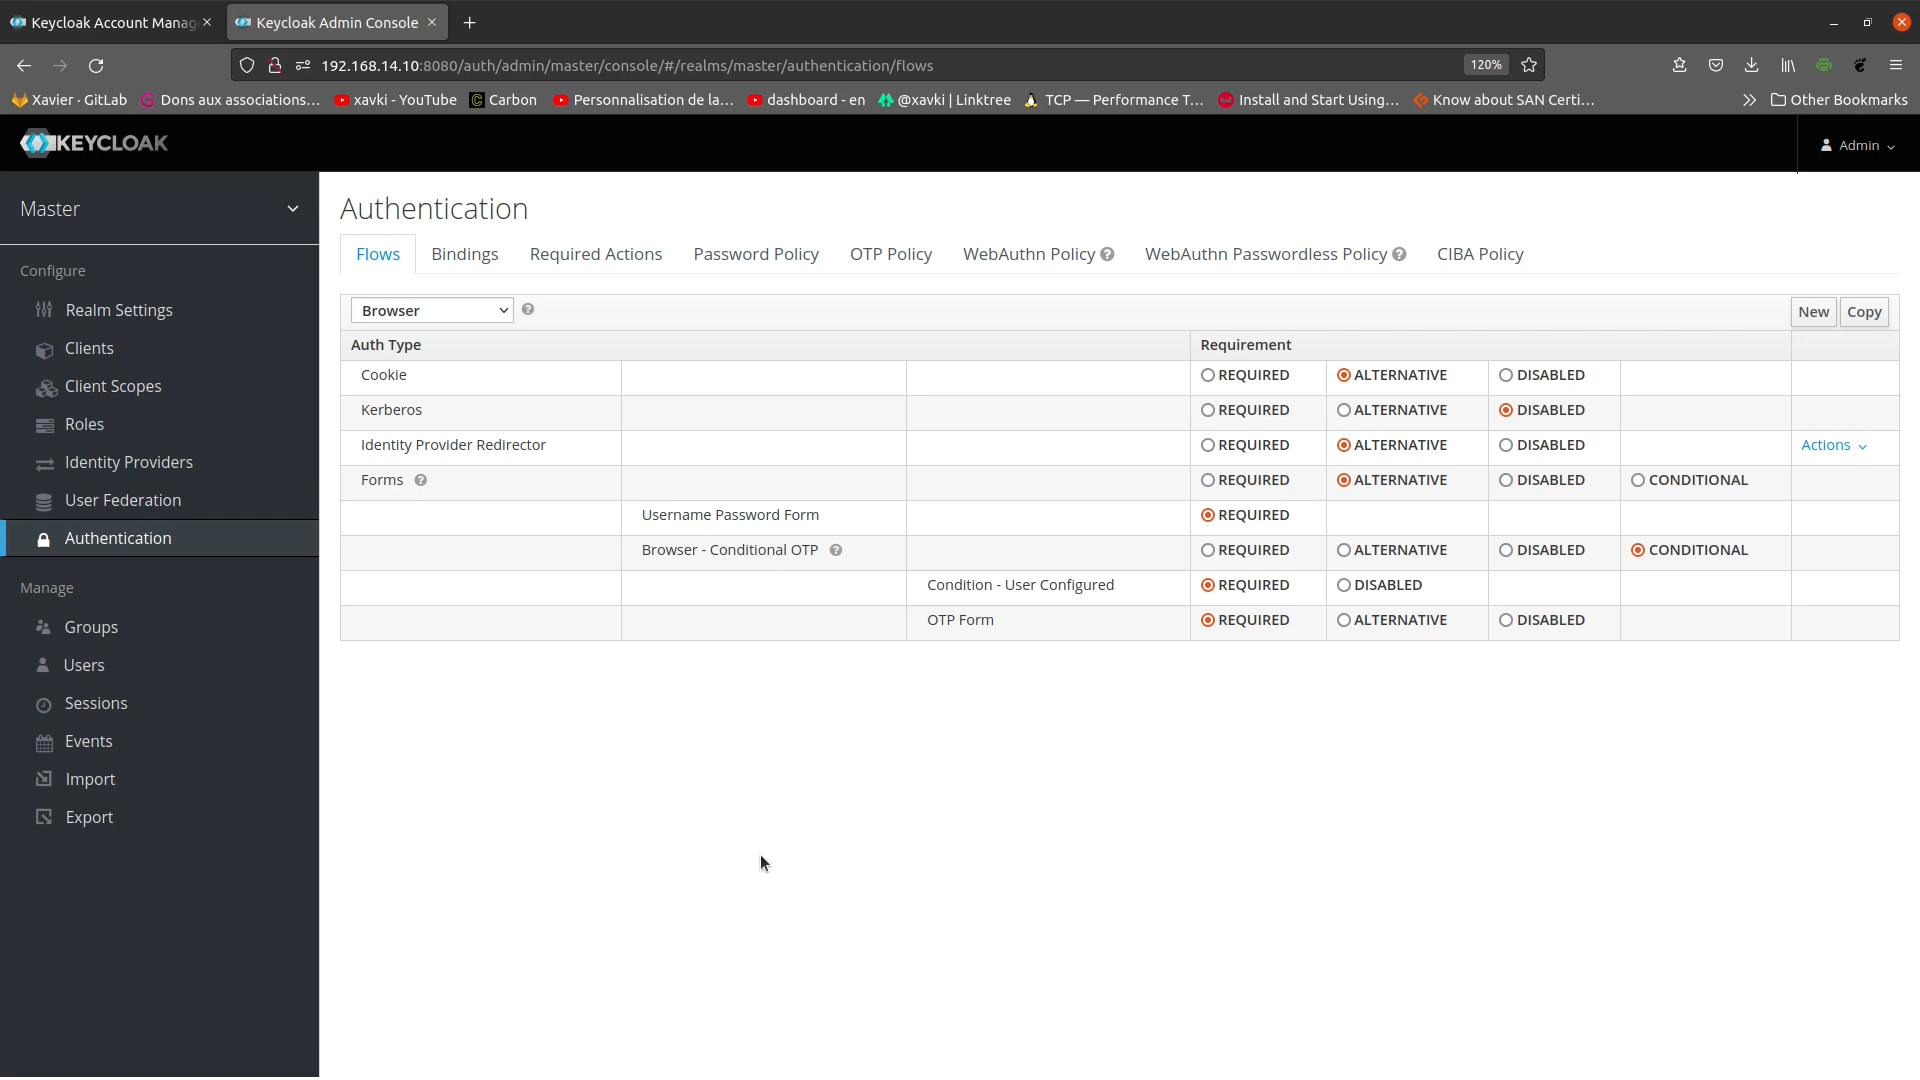 Keycloak Account Manag
Keycloak Admin Console
192.168.14.10:8080/auth/admin/master/console/#/realms/master/authentication/flows
120%
Xavier · GitLab
Dons aux associations…
xavki - YouTube
Carbon
Personnalisation de la…
dashboard - en
@xavki | Linktree
TCP — Performance T…
Install and Start Using…
Know about SAN Certi…
Other Bookmarks
KEYCLOAK
Admin
Master
Configure
Realm Settings
Clients
Client Scopes
Roles
Identity Providers
User Federation
Authentication
Manage
Groups
Users
Sessions
Events
Import
Export
Authentication
Flows Bindings Required Actions Password Policy OTP Policy WebAuthn Policy WebAuthn Passwordless Policy CIBA Policy
Browser New Copy
Auth Type Requirement
Cookie REQUIRED ALTERNATIVE DISABLED
Kerberos REQUIRED ALTERNATIVE DISABLED
Identity Provider Redirector REQUIRED ALTERNATIVE DISABLED Actions
Forms REQUIRED ALTERNATIVE DISABLED CONDITIONAL
Username Password Form REQUIRED
Browser - Conditional OTP REQUIRED ALTERNATIVE DISABLED CONDITIONAL
Condition - User Configured REQUIRED DISABLED
OTP Form REQUIRED ALTERNATIVE DISABLED